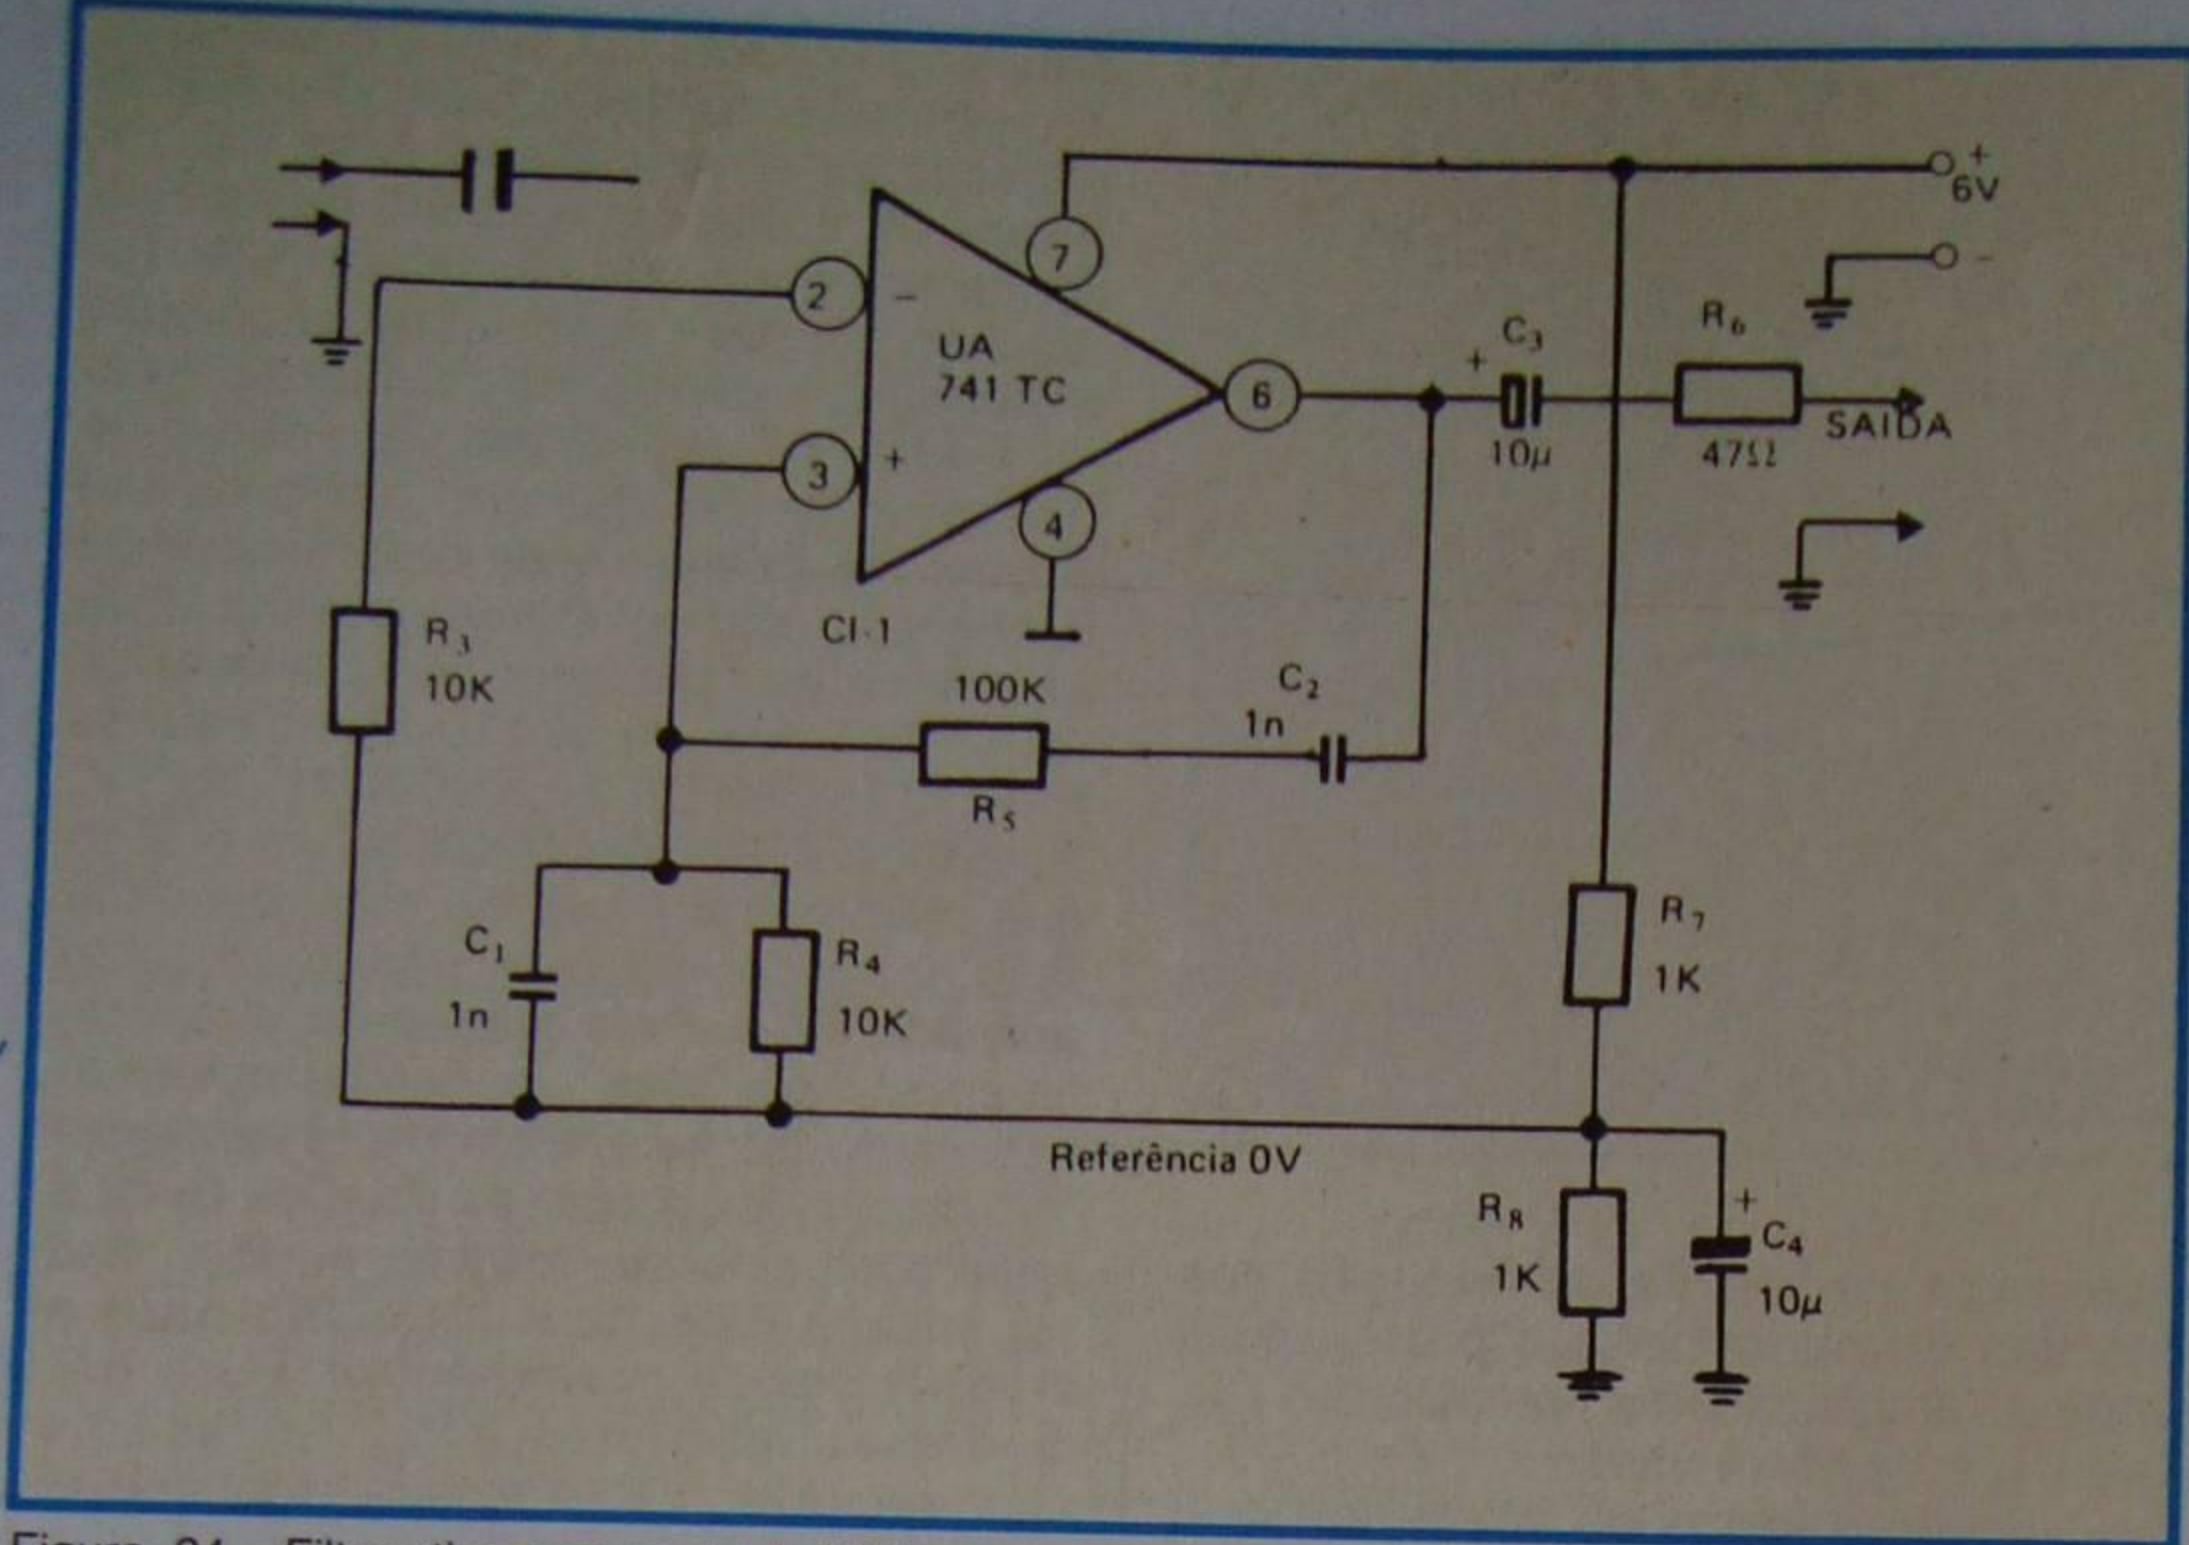 +
6V
-
7
2
-
UA
741 TC
6
+
C₃
10µ
R₆
47Ω
SAIDA
3
+
4
CI-1
R₃
10K
100K
R₅
C₂
1n
C₁
1n
R₄
10K
R₇
1K
Referência 0V
R₈
1K
+
C₄
10µ